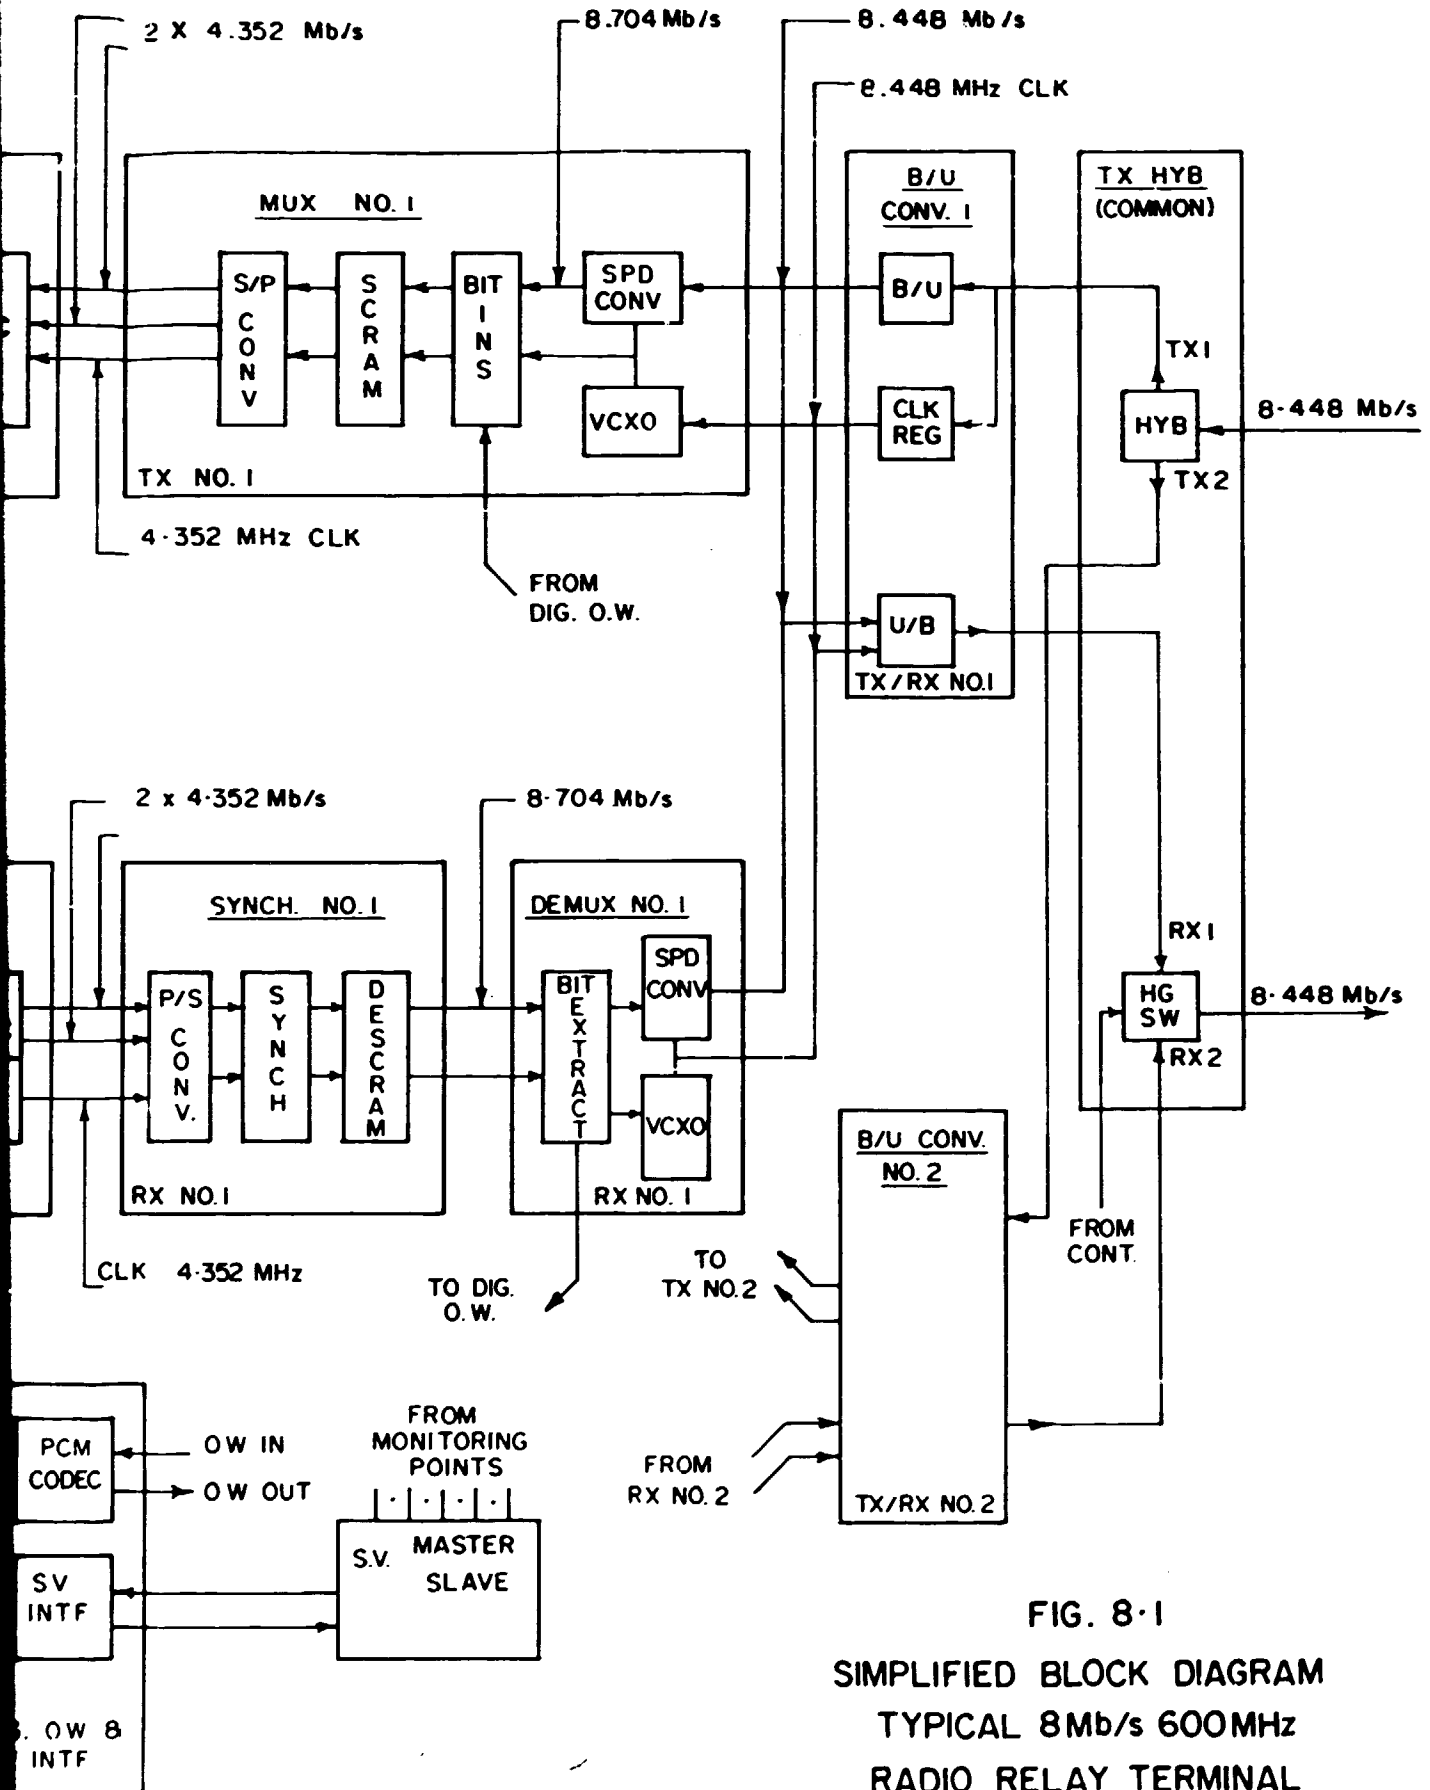 2 X 4.352 Mb/s
8.704 Mb/s
8.448 Mb/s
8.448 MHz CLK
MUX NO. 1
S/P CONV
SCRAM
BIT INS
SPD CONV
VCXO
TX NO. 1
4.352 MHz CLK
FROM
DIG. O.W.
B/U
CONV. 1
B/U
CLK
REG
U/B
TX/RX NO.1
TX HYB
(COMMON)
TX1
HYB
8.448 Mb/s
TX2
2 x 4.352 Mb/s
8.704 Mb/s
SYNCH. NO. 1
P/S CONV.
SYNCH
DESCRAM
RX NO.1
CLK 4.352 MHz
DEMUX NO. 1
BIT EXTRACT
SPD
CONV
VCXO
RX NO. 1
TO DIG.
O.W.
RX1
HG
SW
8.448 Mb/s
RX2
FROM
CONT.
B/U CONV.
NO. 2
TO
TX NO.2
FROM
RX NO. 2
TX/RX NO. 2
PCM
CODEC
OW IN
OW OUT
FROM
MONITORING
POINTS
S.V. MASTER
SLAVE
SV
INTF
. OW &
INTF
FIG. 8.1
SIMPLIFIED BLOCK DIAGRAM
TYPICAL 8Mb/s 600MHz
RADIO RELAY TERMINAL